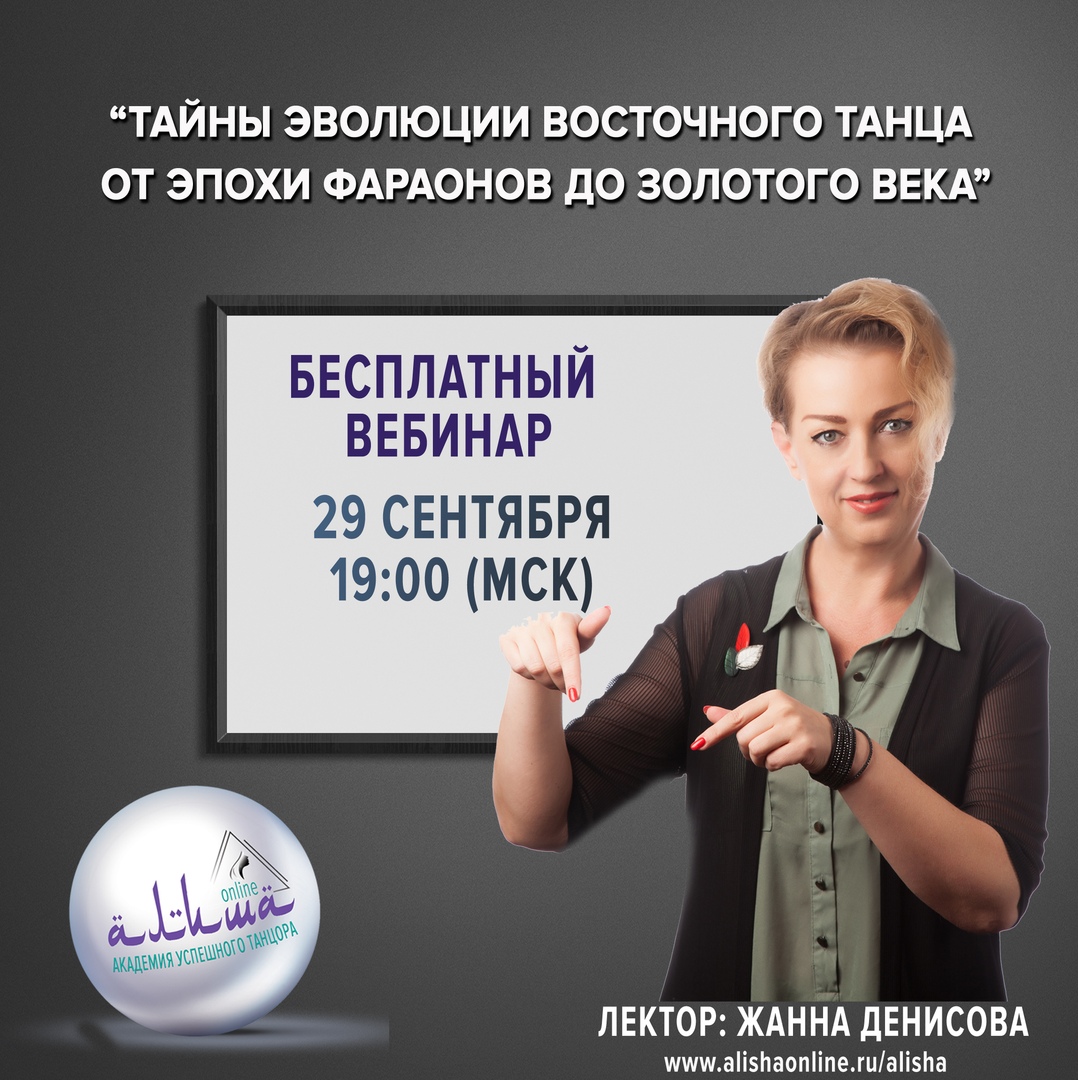 “ТАЙНЫ ЭВОЛЮЦИИ ВОСТОЧНОГО ТАНЦА
ОТ ЭПОХИ ФАРАОНОВ ДО ЗОЛОТОГО ВЕКА”
БЕСПЛАТНЫЙ
ВЕБИНАР
29 СЕНТЯБРЯ
19:00 (МСК)
online
алиша
АКАДЕМИЯ УСПЕШНОГО ТАНЦОРА
ЛЕКТОР: ЖАННА ДЕНИСОВА
www.alishaonline.ru/alisha